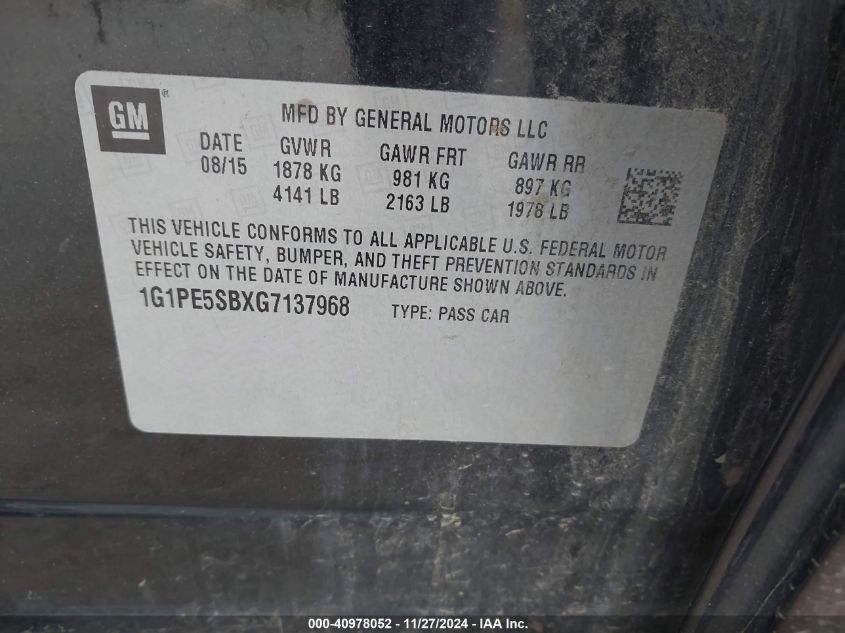 GM®
MFD BY GENERAL MOTORS LLC
DATE GVWR GAWR FRT GAWR RR
08/15 1878 KG 981 KG 897 KG
4141 LB 2163 LB 1978 LB
THIS VEHICLE CONFORMS TO ALL APPLICABLE U.S. FEDERAL MOTOR
VEHICLE SAFETY, BUMPER, AND THEFT PREVENTION STANDARDS IN
EFFECT ON THE DATE OF MANUFACTURE SHOWN ABOVE.
1G1PE5SBXG7137968 TYPE: PASS CAR
000-40978052 - 11/27/2024 - IAA Inc.